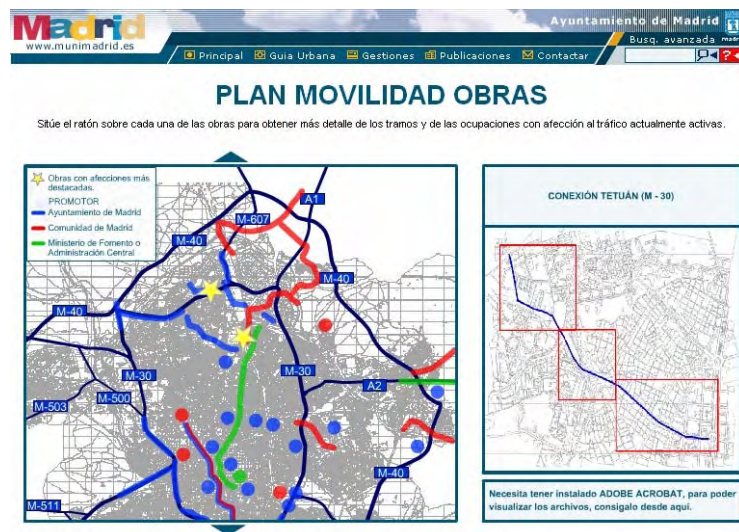 Madrid
www.munimadrid.es
Ayuntamiento de Madrid
Principal Guia Urbana Gestiones Publicaciones Contactar
Busq. avanzada
PLAN MOVILIDAD OBRAS
Sitúe el ratón sobre cada una de las obras para obtener más detalle de los tramos y de las ocupaciones con afección al tráfico actualmente activas.
Obras con afecciones más
destacadas.
PROMOTOR
Ayuntamiento de Madrid
Comunidad de Madrid
Ministerio de Fomento o
Administración Central
A1
M-607
M-40
M-40
M-40
M-30
M-30
A2
M-500
M-503
M-40
M-511
CONEXIÓN TETUÁN (M - 30)
Necesita tener instalado ADOBE ACROBAT, para poder
visualizar los archivos, consigalo desde aquí.